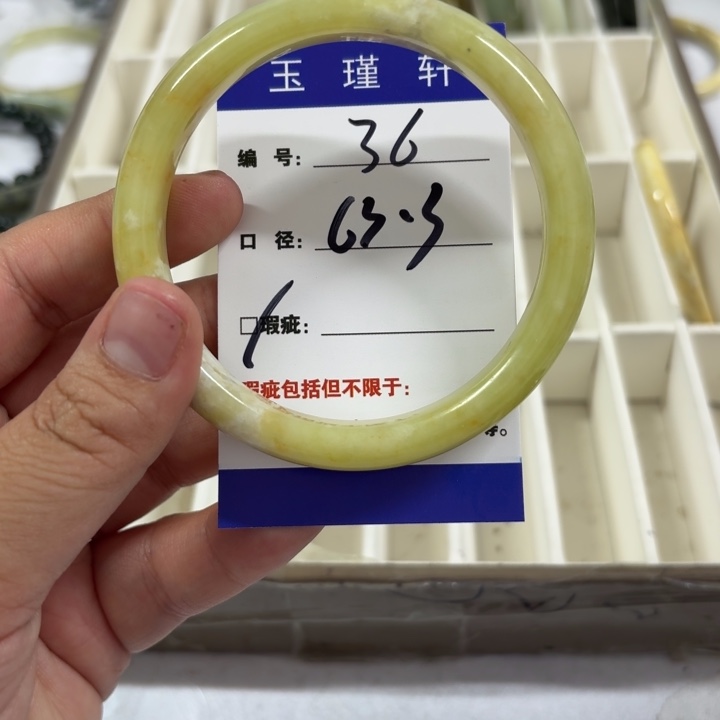 玉瑾轩
编 号: 36
口 径: 63.3
□瑕疵:
瑕疵包括但不限于: